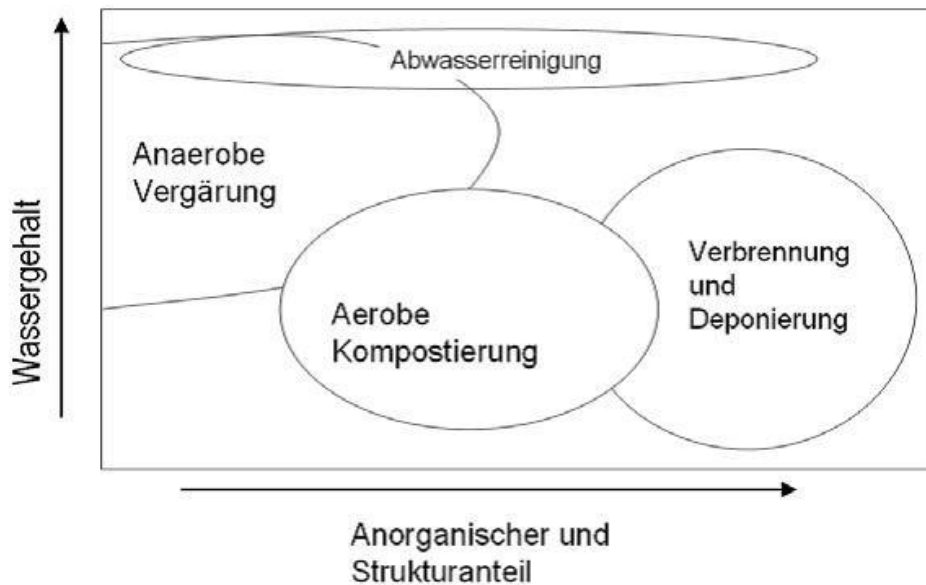 Abwasserreinigung
Anaerobe
Vergärung
Verbrennung
und
Deponierung
Aerobe
Kompostierung
Wassergehalt
Anorganischer und
Strukturanteil